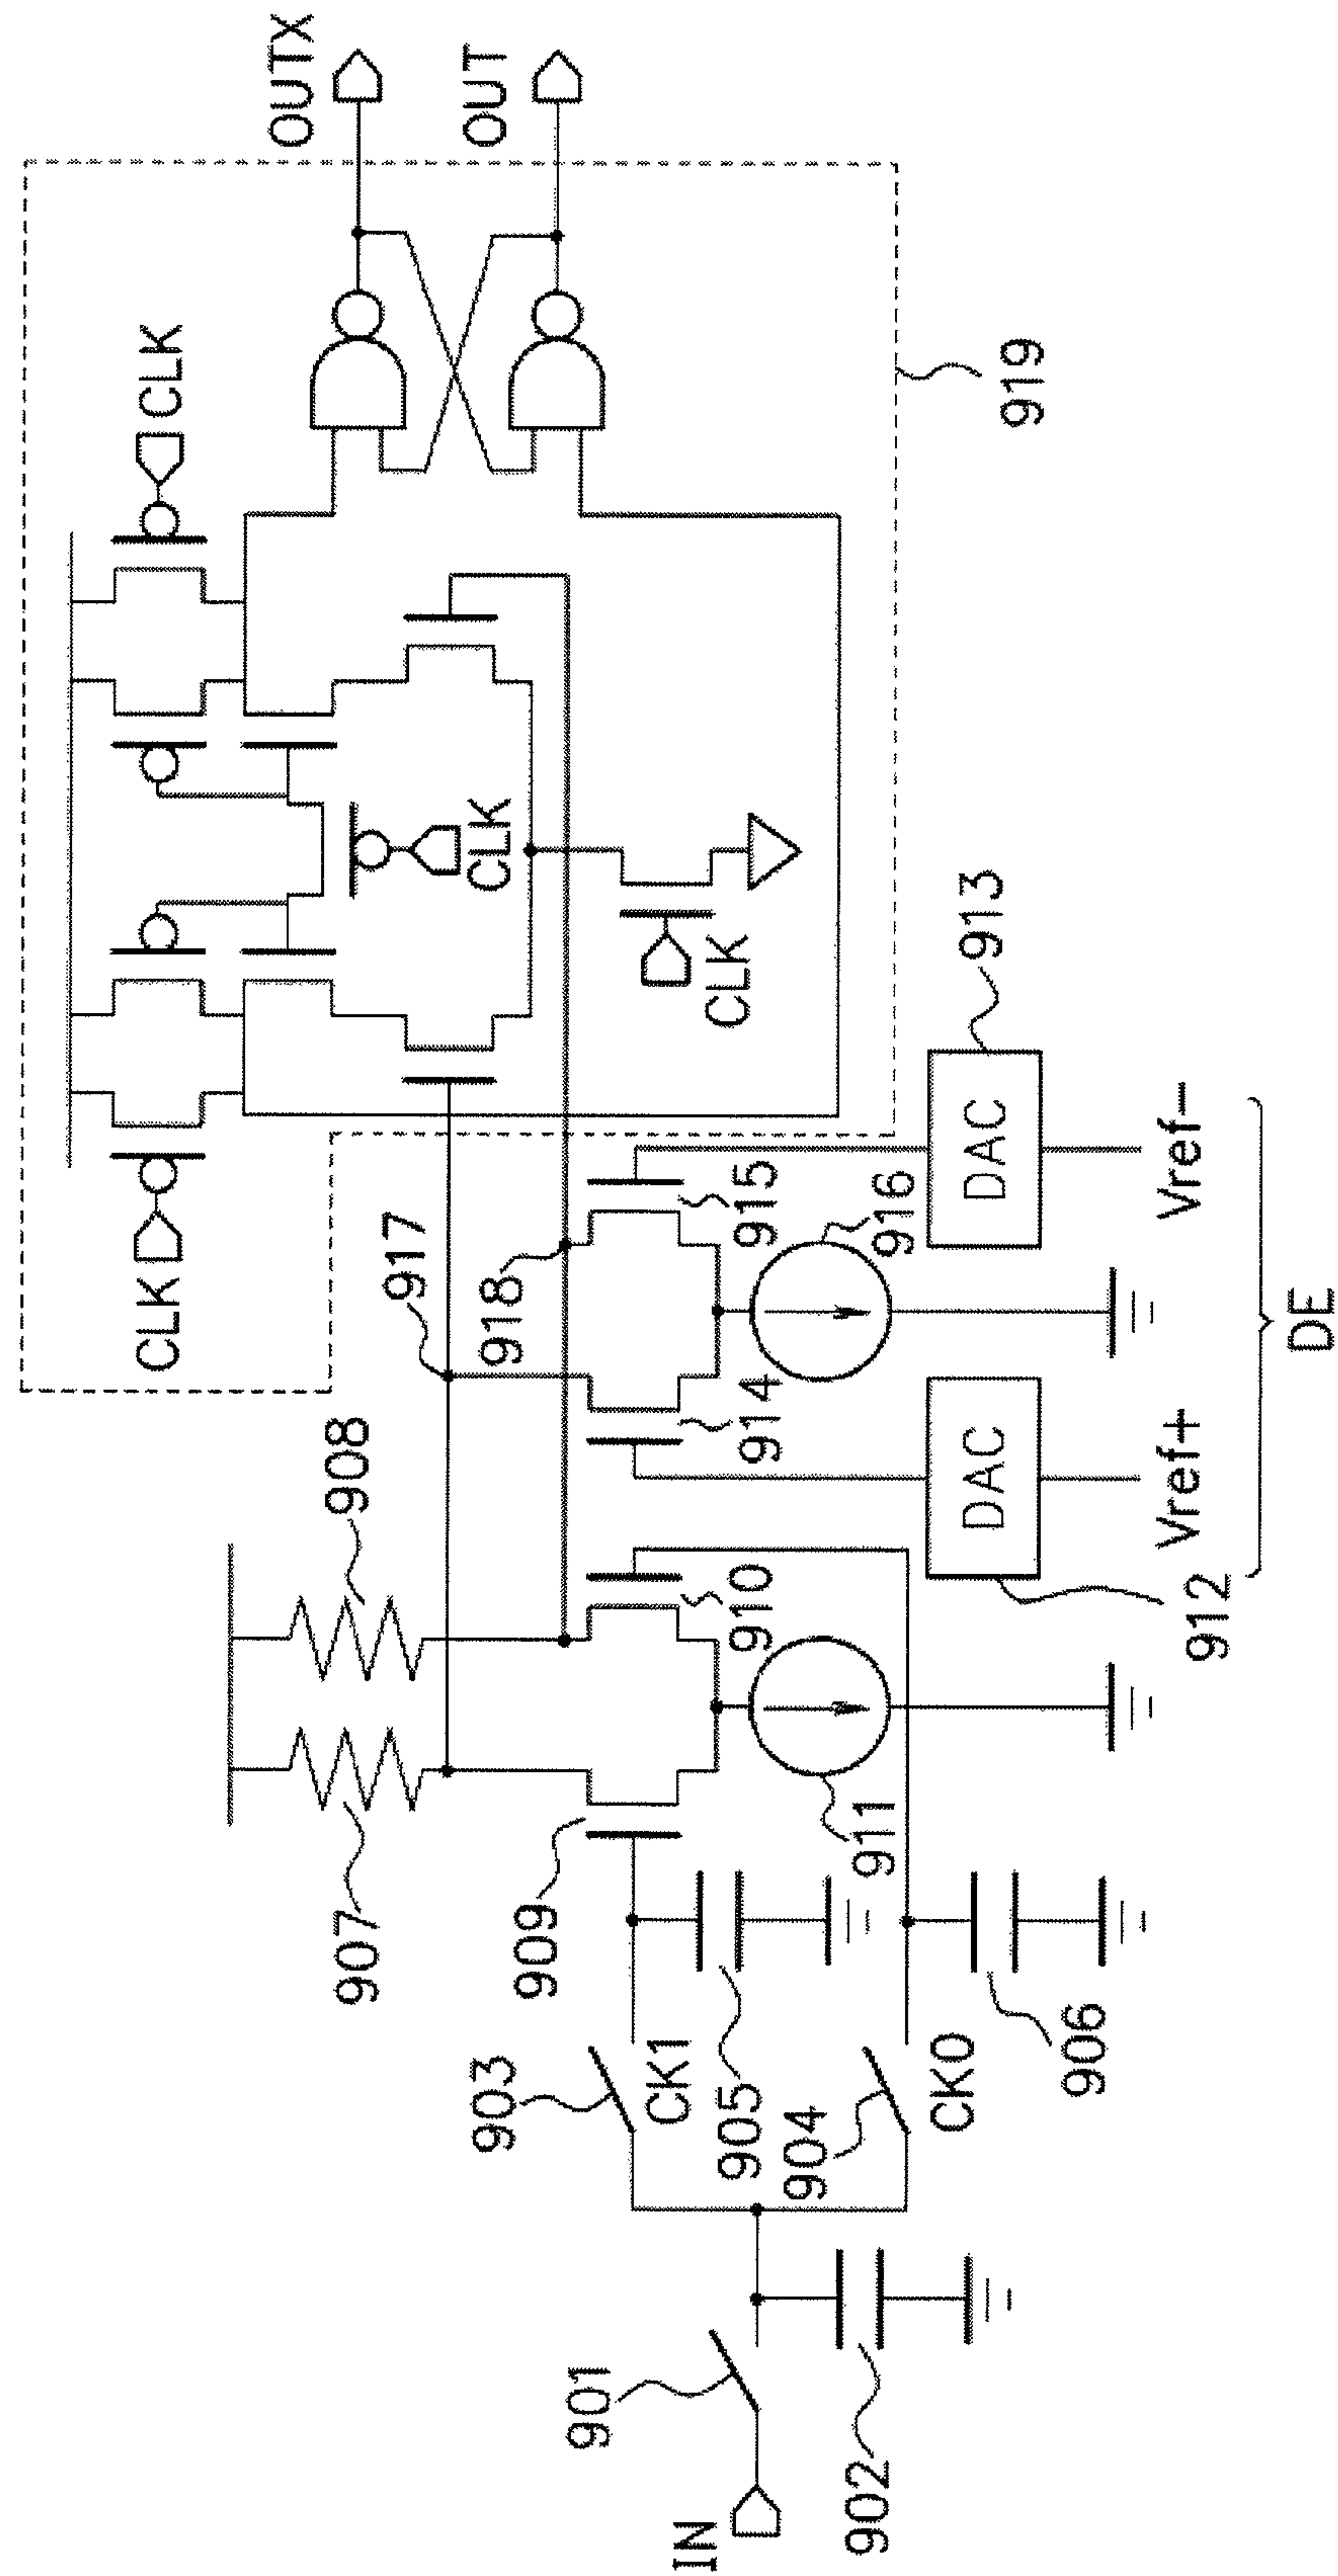 OUTX
OUT
CLK
CLK
CLK
CLK
919
917
918
908
907
909
910
911
914
915
916
913
912
DAC
DAC
Vref+
Vref-
DE
903
CK1
905
904
CK0
906
901
902
IN